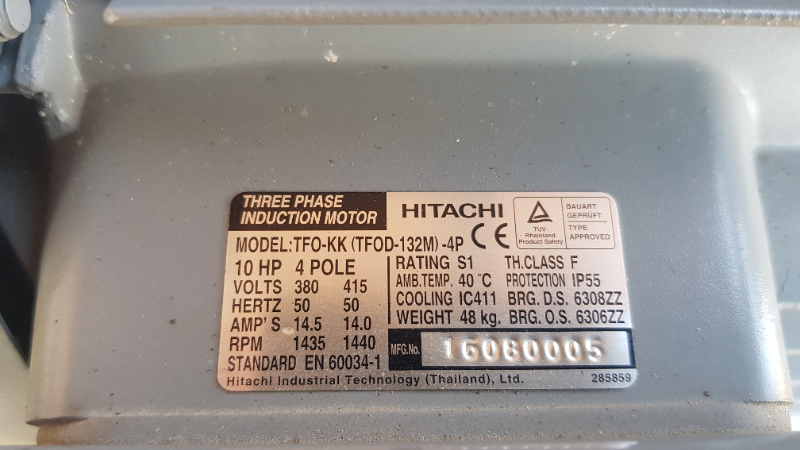 THREE PHASE
INDUCTION MOTOR
HITACHI
CE
TUV
Rheinland
Product Safety
BAUART
GEPRÜFT
TYPE
APPROVED
MODEL:TFO-KK (TFOD-132M) -4P
10 HP 4 POLE
VOLTS 380 415
HERTZ 50 50
AMP'S 14.5 14.0
RPM 1435 1440
STANDARD EN 60034-1
RATING S1 TH.CLASS F
AMB.TEMP. 40 °C PROTECTION IP55
COOLING IC411 BRG. D.S. 6308ZZ
WEIGHT 48 kg. BRG. O.S. 6306ZZ
MFG.No. 16080005
Hitachi Industrial Technology (Thailand), Ltd. 285859